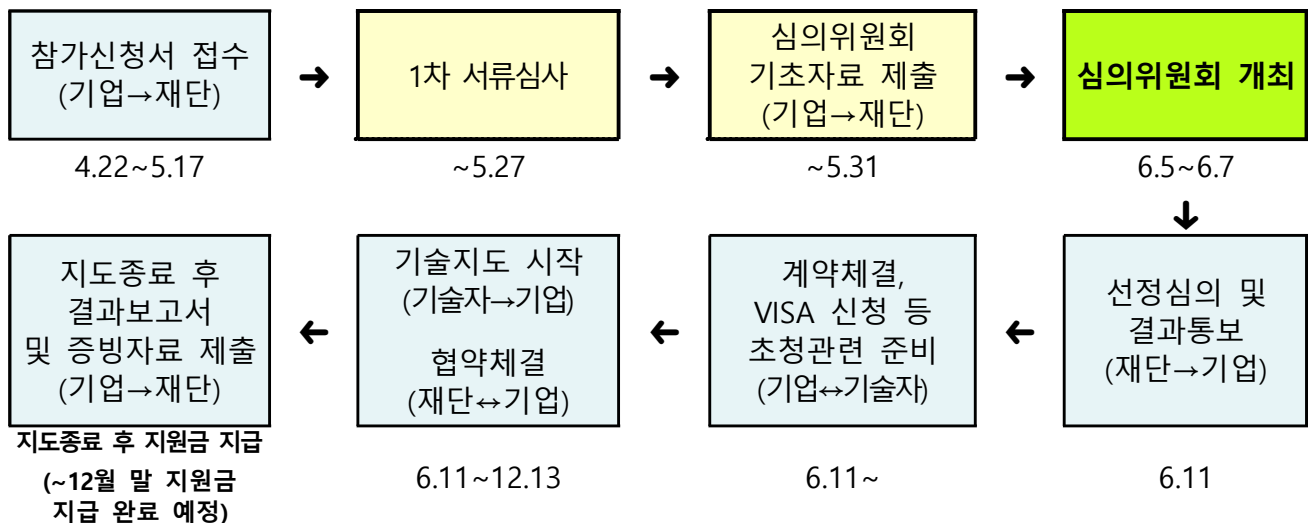 참가신청서 접수
(기업→재단)
➜
1차 서류심사
➜
심의위원회
기초자료 제출
(기업→재단)
➜
심의위원회 개최
4.22~5.17
~5.27
~5.31
6.5~6.7
➜
선정심의 및
결과통보
(재단→기업)
6.11
←
계약체결,
VISA 신청 등
초청관련 준비
(기업↔기술자)
6.11~
←
기술지도 시작
(기술자→기업)
협약체결
(재단↔기업)
6.11~12.13
←
지도종료 후
결과보고서
및 증빙자료 제출
(기업→재단)
지도종료 후 지원금 지급
(~12월 말 지원금
지급 완료 예정)